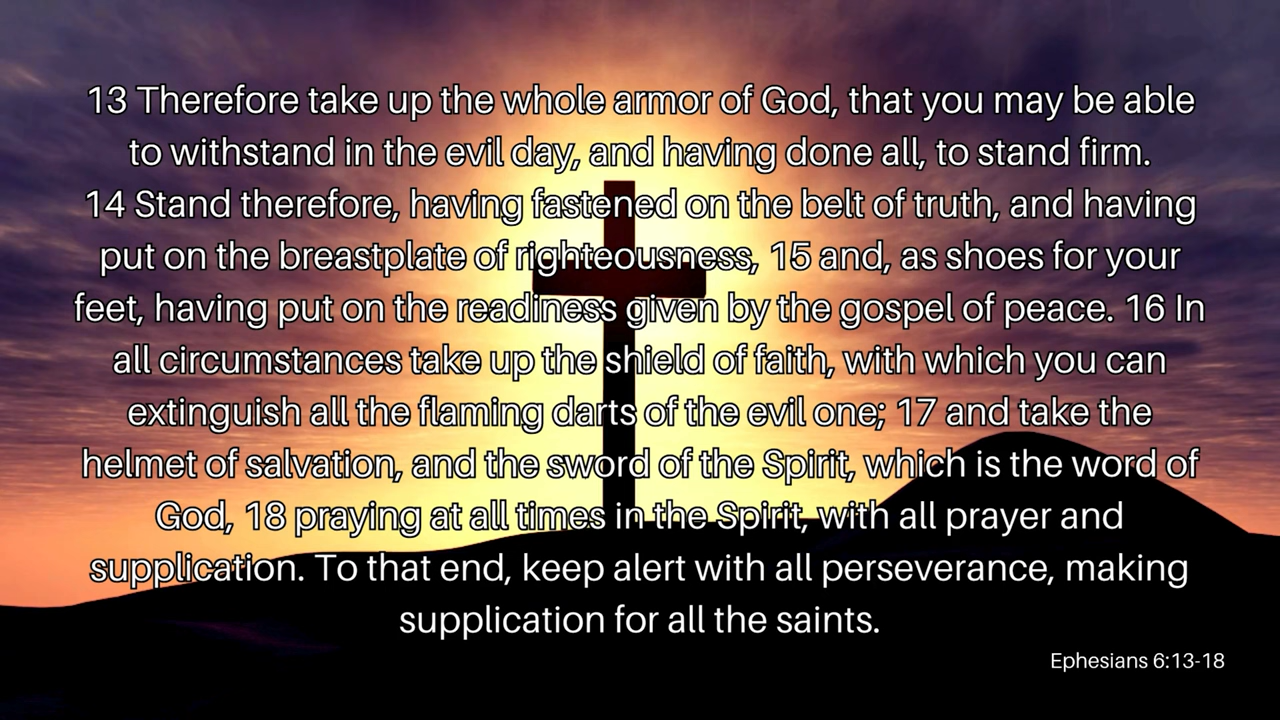 13 Therefore take up the whole armor of God, that you may be able
to withstand in the evil day, and having done all, to stand firm.
14 Stand therefore, having fastened on the belt of truth, and having
put on the breastplate of righteousness, 15 and, as shoes for your
feet, having put on the readiness given by the gospel of peace. 16 In
all circumstances take up the shield of faith, with which you can
extinguish all the flaming darts of the evil one; 17 and take the
helmet of salvation, and the sword of the Spirit, which is the word of
God, 18 praying at all times in the Spirit, with all prayer and
supplication. To that end, keep alert with all perseverance, making
supplication for all the saints.
Ephesians 6:13-18